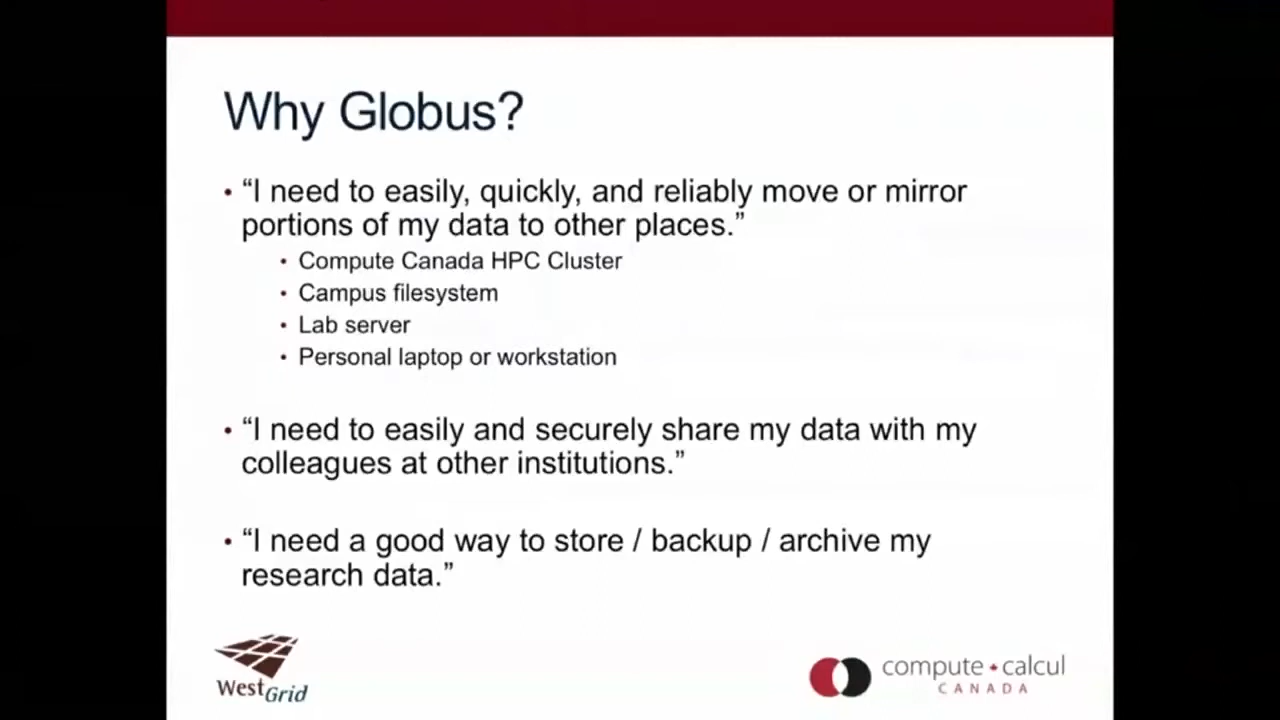 Why Globus?
• “I need to easily, quickly, and reliably move or mirror
portions of my data to other places.”
• Compute Canada HPC Cluster
• Campus filesystem
• Lab server
• Personal laptop or workstation
• “I need to easily and securely share my data with my
colleagues at other institutions.”
• “I need a good way to store / backup / archive my
research data.”
WestGrid
compute • calcul
CANADA